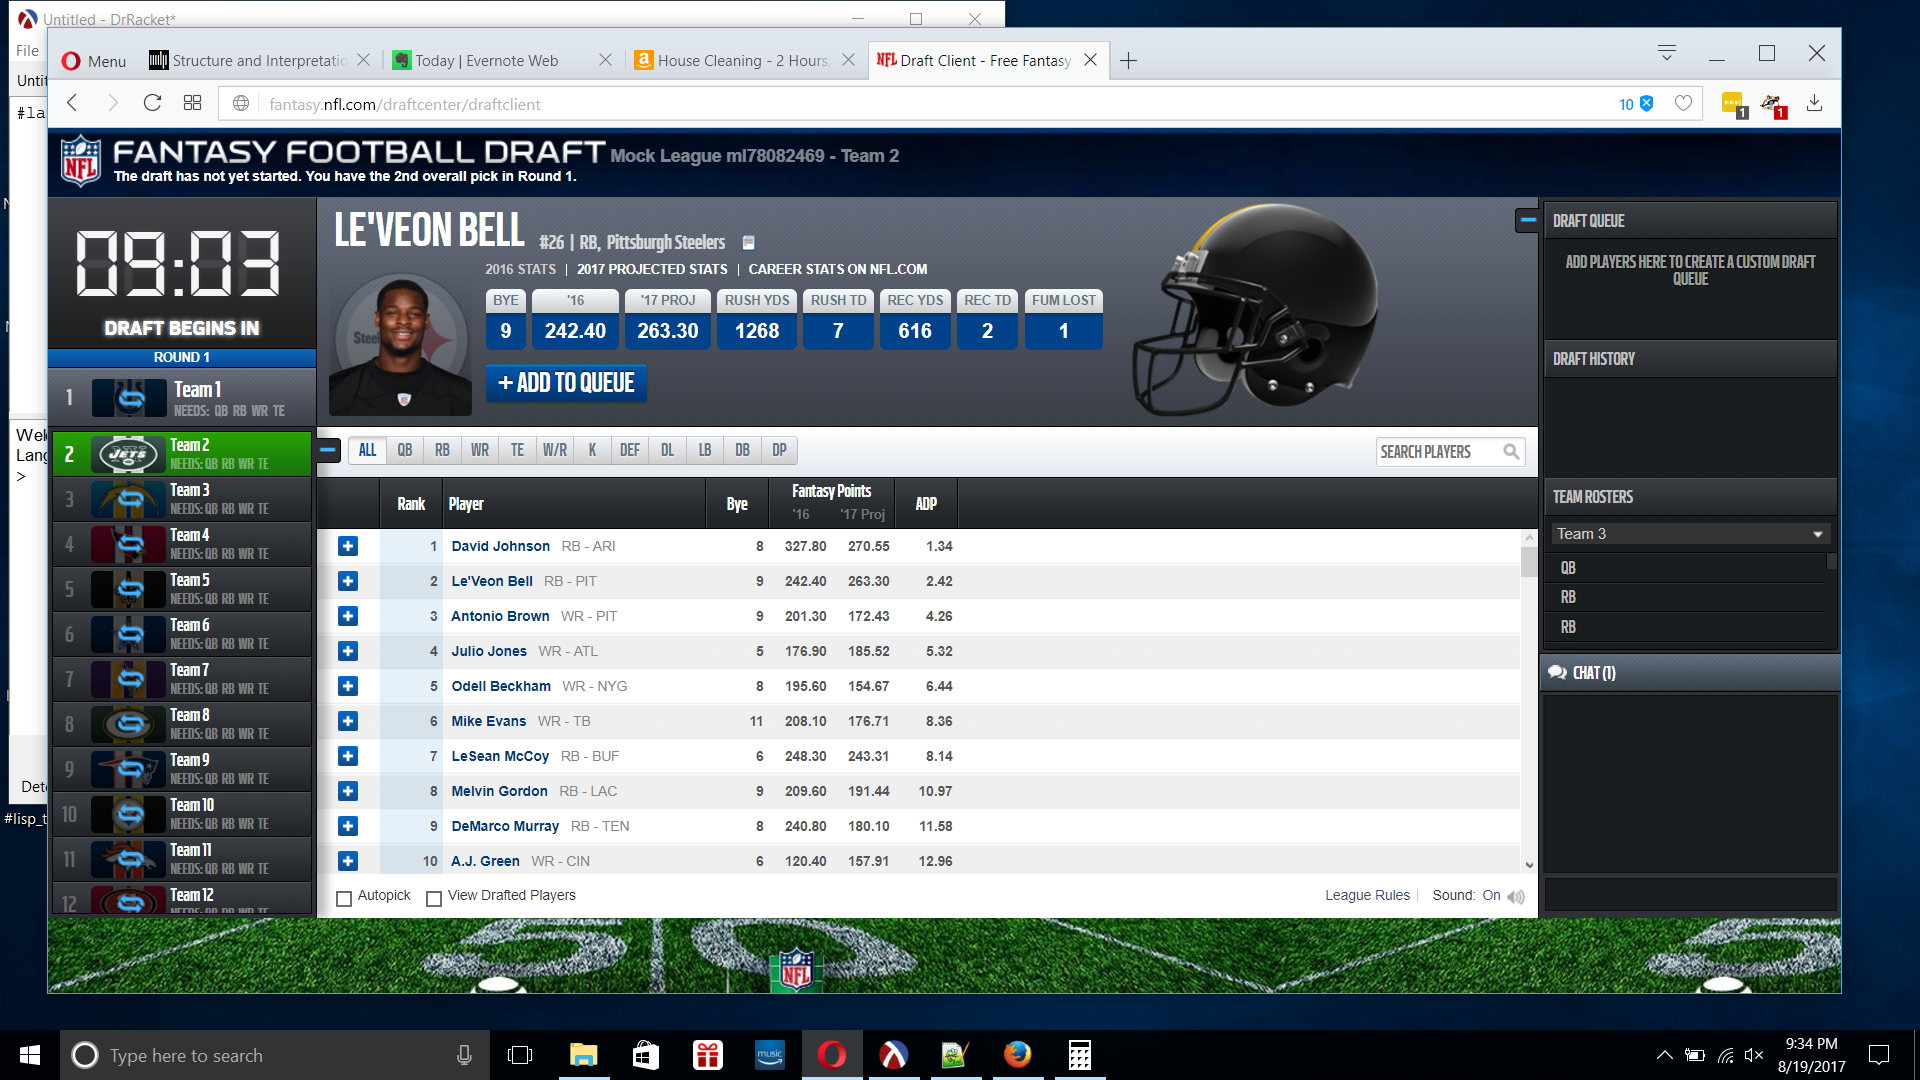 Untitled - DrRacket*
File
Menu
Structure and Interpretatio
Today | Evernote Web
House Cleaning - 2 Hours,
NFL Draft Client - Free Fantasy
Untit
#la
fantasy.nfl.com/draftcenter/draftclient
10
1
1
NFL
FANTASY FOOTBALL DRAFT Mock League ml78082469 - Team 2
The draft has not yet started. You have the 2nd overall pick in Round 1.
09:03
DRAFT BEGINS IN
ROUND 1
1 Team 1
NEEDS: QB RB WR TE
2 JETS Team 2
NEEDS: QB RB WR TE
3 Team 3
NEEDS: QB RB WR TE
4 Team 4
NEEDS: QB RB WR TE
5 Team 5
NEEDS: QB RB WR TE
6 Team 6
NEEDS: QB RB WR TE
7 Team 7
NEEDS: QB RB WR TE
8 Team 8
NEEDS: QB RB WR TE
9 Team 9
NEEDS: QB RB WR TE
10 Team 10
NEEDS: QB RB WR TE
11 Team 11
NEEDS: QB RB WR TE
12 Team 12
NEEDS: QB RB WR TE
Wel
Lang
>
Dete
#lisp_t
LE'VEON BELL #26 | RB, Pittsburgh Steelers
2016 STATS | 2017 PROJECTED STATS | CAREER STATS ON NFL.COM
BYE '16 '17 PROJ RUSH YDS RUSH TD REC YDS REC TD FUM LOST
9 242.40 263.30 1268 7 616 2 1
+ ADD TO QUEUE
Steel
ALL QB RB WR TE W/R K DEF DL LB DB DP
SEARCH PLAYERS
Rank Player Bye Fantasy Points ADP
'16 '17 Proj
1 David Johnson RB - ARI 8 327.80 270.55 1.34
2 Le'Veon Bell RB - PIT 9 242.40 263.30 2.42
3 Antonio Brown WR - PIT 9 201.30 172.43 4.26
4 Julio Jones WR - ATL 5 176.90 185.52 5.32
5 Odell Beckham WR - NYG 8 195.60 154.67 6.44
6 Mike Evans WR - TB 11 208.10 176.71 8.36
7 LeSean McCoy RB - BUF 6 248.30 243.31 8.14
8 Melvin Gordon RB - LAC 9 209.60 191.44 10.97
9 DeMarco Murray RB - TEN 8 240.80 180.10 11.58
10 A.J. Green WR - CIN 6 120.40 157.91 12.96
Autopick View Drafted Players
League Rules | Sound: On
DRAFT QUEUE
ADD PLAYERS HERE TO CREATE A CUSTOM DRAFT
QUEUE
DRAFT HISTORY
TEAM ROSTERS
Team 3
QB
RB
RB
CHAT (1)
50
NFL
5
Type here to search
music
9:34 PM
8/19/2017